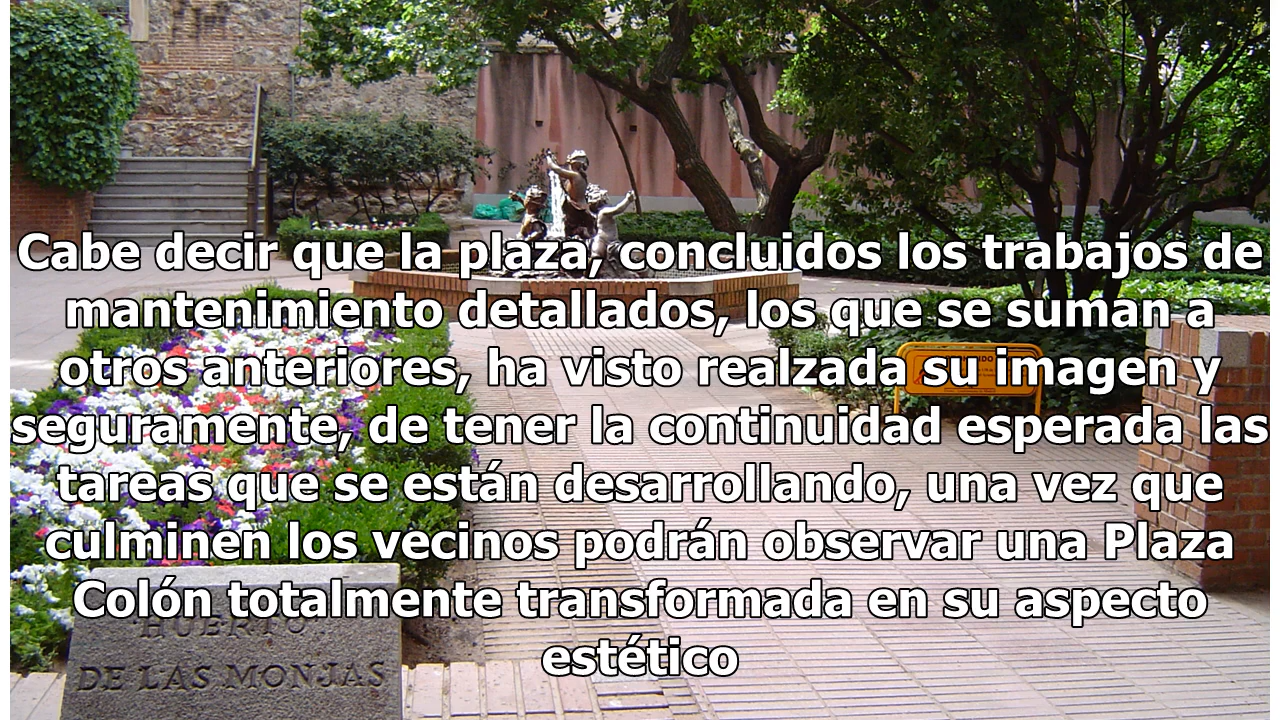 Cabe decir que la plaza, concluidos los trabajos de
mantenimiento detallados, los que se suman a
otros anteriores, ha visto realzada su imagen y
seguramente, de tener la continuidad esperada las
tareas que se están desarrollando, una vez que
culminen los vecinos podrán observar una Plaza
Colón totalmente transformada en su aspecto
estético
HUERTO
DE LAS MONJAS